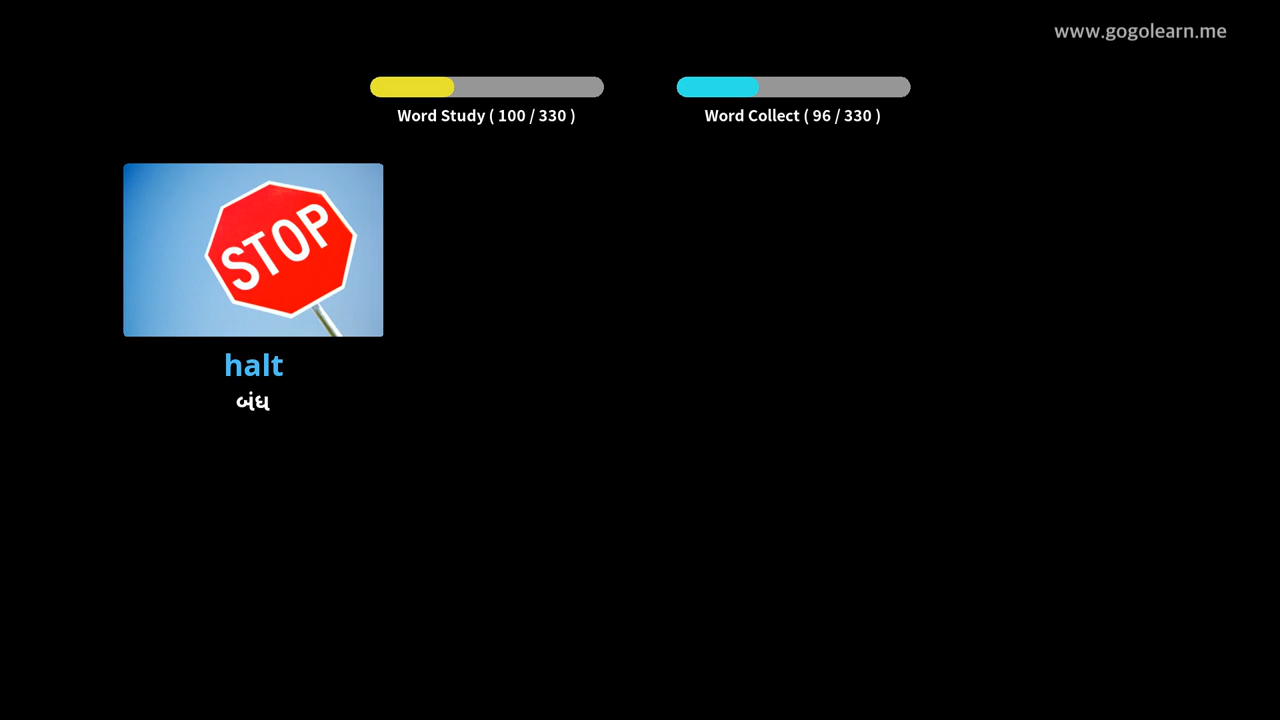 www.gogolearn.me
Word Study ( 100 / 330 )
Word Collect ( 96 / 330 )
STOP
halt
બંધ